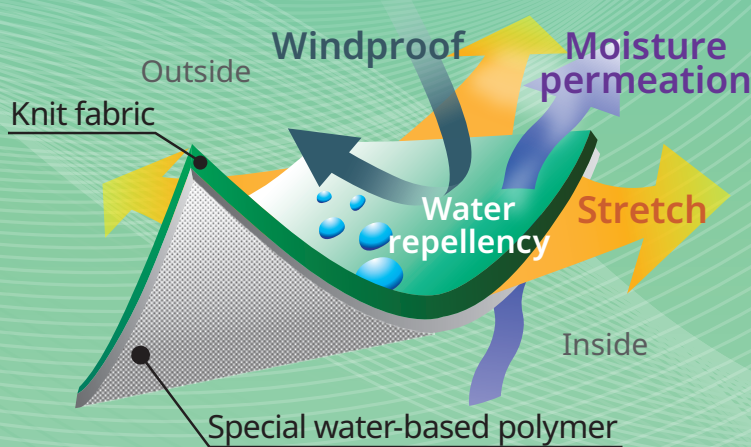 Windproof
Moisture
permeation
Outside
Knit fabric
Water
repellency
Stretch
Inside
Special water-based polymer